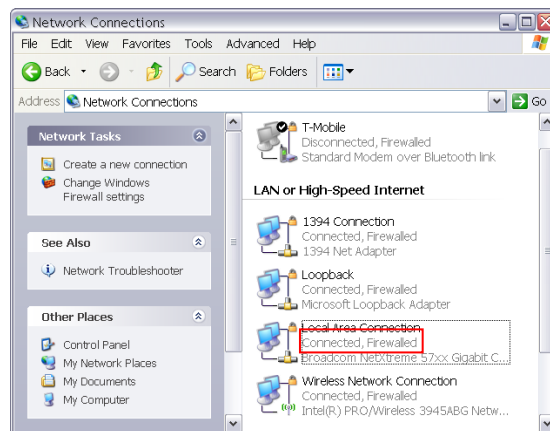 Network Connections
File Edit View Favorites Tools Advanced Help
Back Search Folders
Address Network Connections Go
Network Tasks
Create a new connection
Change Windows
Firewall settings
See Also
Network Troubleshooter
Other Places
Control Panel
My Network Places
My Documents
My Computer
T-Mobile
Disconnected, Firewalled
Standard Modem over Bluetooth link
LAN or High-Speed Internet
1394 Connection
Connected, Firewalled
1394 Net Adapter
Loopback
Connected, Firewalled
Microsoft Loopback Adapter
Local Area Connection
Connected, Firewalled
Broadcom NetXtreme 57xx Gigabit C...
Wireless Network Connection
Connected, Firewalled
Intel(R) PRO/Wireless 3945ABG Netw...